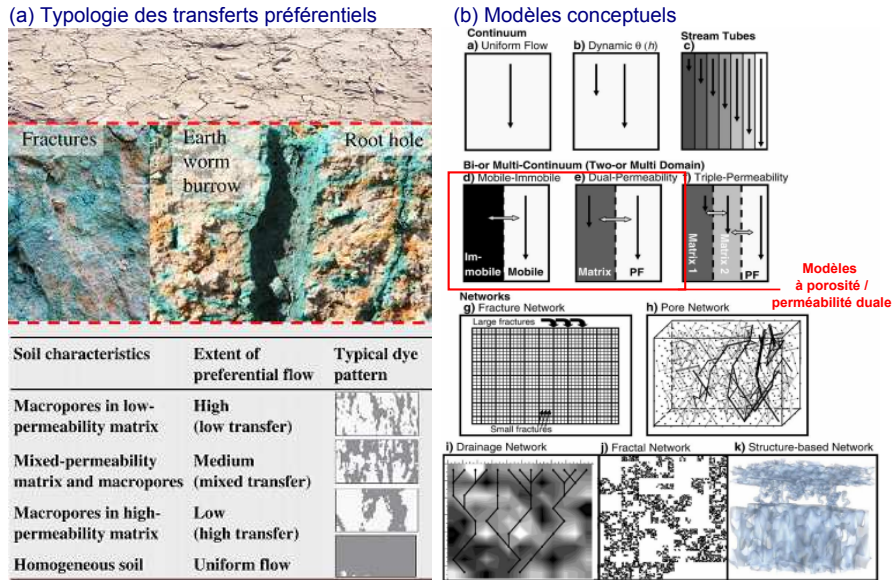 (a) Typologie des transferts préférentiels
Fractures
Earth
worm
burrow
Root hole
Soil characteristics
Extent of
preferential flow
Typical dye
pattern
Macropores in low-
permeability matrix
High
(low transfer)
Mixed-permeability
matrix and macropores
Medium
(mixed transfer)
Macropores in high-
permeability matrix
Low
(high transfer)
Homogeneous soil
Uniform flow
(b) Modèles conceptuels
Continuum
a) Uniform Flow
b) Dynamic θ (h)
Stream Tubes
c)
Bi-or Multi-Continuum (Two-or Multi Domain)
d) Mobile-Immobile
e) Dual-Permeability
f) Triple-Permeability
Im-
mobile
Mobile
Matrix
PF
Matrix 1
Matrix 2
PF
Modèles
à porosité /
perméabilité duale
Networks
g) Fracture Network
h) Pore Network
Large fractures
Small fractures
i) Drainage Network
j) Fractal Network
k) Structure-based Network